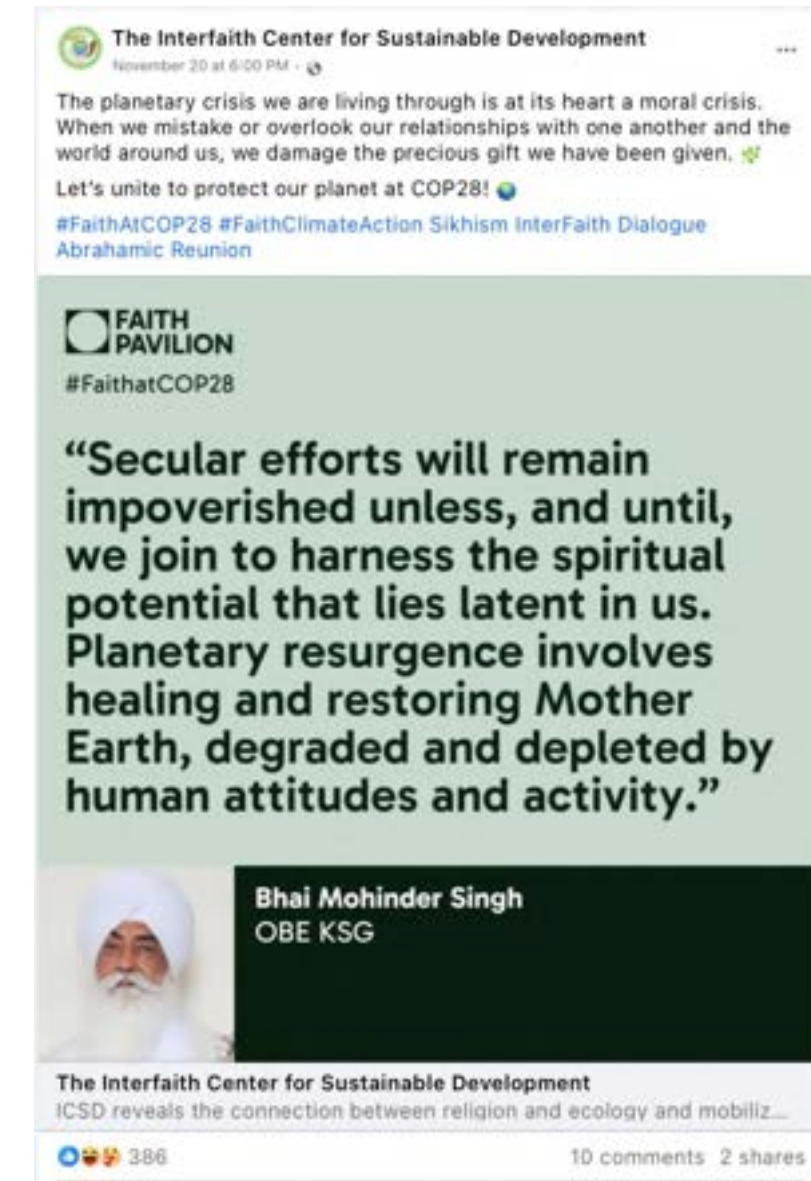 The Interfaith Center for Sustainable Development
November 20 at 6:00 PM ·
The planetary crisis we are living through is at its heart a moral crisis.
When we mistake or overlook our relationships with one another and the
world around us, we damage the precious gift we have been given. 🌿
Let's unite to protect our planet at COP28! 🌍
#FaithAtCOP28 #FaithClimateAction Sikhism InterFaith Dialogue
Abrahamic Reunion
FAITH
PAVILION
#FaithatCOP28
“Secular efforts will remain
impoverished unless, and until,
we join to harness the spiritual
potential that lies latent in us.
Planetary resurgence involves
healing and restoring Mother
Earth, degraded and depleted by
human attitudes and activity.”
Bhai Mohinder Singh
OBE KSG
The Interfaith Center for Sustainable Development
ICSD reveals the connection between religion and ecology and mobiliz...
386 10 comments 2 shares